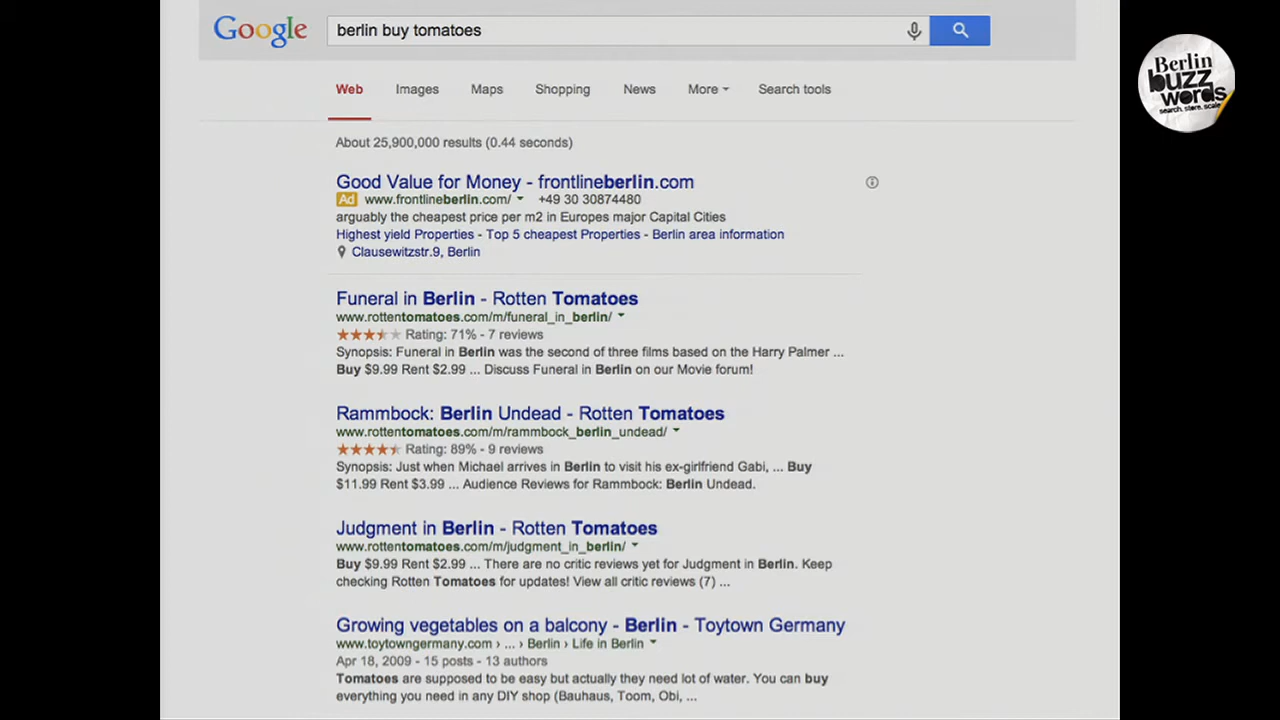 Google
berlin buy tomatoes
Berlin
buzz
words
search. store. scale.
Web Images Maps Shopping News More Search tools
About 25,900,000 results (0.44 seconds)
Good Value for Money - frontlineberlin.com
Ad www.frontlineberlin.com/ +49 30 30874480
arguably the cheapest price per m2 in Europes major Capital Cities
Highest yield Properties - Top 5 cheapest Properties - Berlin area information
Clausewitzstr.9, Berlin
Funeral in Berlin - Rotten Tomatoes
www.rottentomatoes.com/m/funeral_in_berlin/
Rating: 71% - 7 reviews
Synopsis: Funeral in Berlin was the second of three films based on the Harry Palmer ...
Buy $9.99 Rent $2.99 ... Discuss Funeral in Berlin on our Movie forum!
Rammbock: Berlin Undead - Rotten Tomatoes
www.rottentomatoes.com/m/rammbock_berlin_undead/
Rating: 89% - 9 reviews
Synopsis: Just when Michael arrives in Berlin to visit his ex-girlfriend Gabi, ... Buy
$11.99 Rent $3.99 ... Audience Reviews for Rammbock: Berlin Undead.
Judgment in Berlin - Rotten Tomatoes
www.rottentomatoes.com/m/judgment_in_berlin/
Buy $9.99 Rent $2.99 ... There are no critic reviews yet for Judgment in Berlin. Keep
checking Rotten Tomatoes for updates! View all critic reviews (7) ...
Growing vegetables on a balcony - Berlin - Toytown Germany
www.toytowngermany.com › ... › Berlin › Life in Berlin
Apr 18, 2009 - 15 posts - 13 authors
Tomatoes are supposed to be easy but actually they need lot of water. You can buy
everything you need in any DIY shop (Bauhaus, Toom, Obi, ...